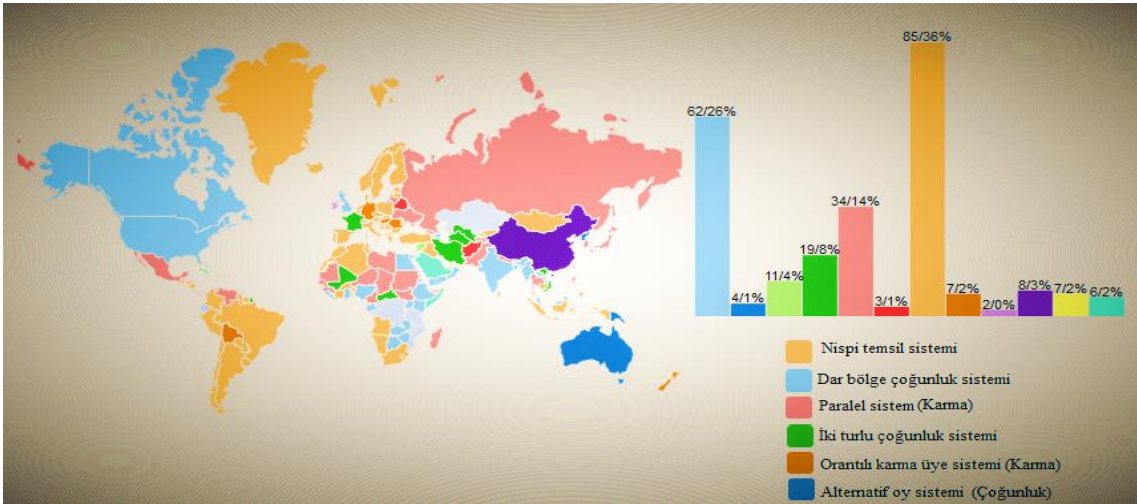 85/36%
62/26%
34/14%
19/8%
11/4%
4/1%
3/1%
7/2%
2/0%
8/3%
7/2%
6/2%
Nispi temsil sistemi
Dar bölge çoğunluk sistemi
Paralel sistem (Karma)
İki turlu çoğunluk sistemi
Orantılı karma üye sistemi (Karma)
Alternatif oy sistemi (Çoğunluk)